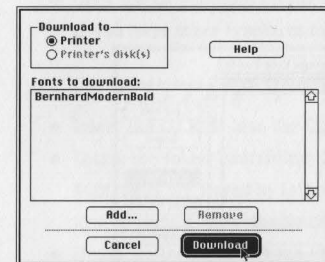 Download to
Printer
Printer's disk(s)
Help
Fonts to download:
BernhardModernBold
Add...
Remove
Cancel
Download